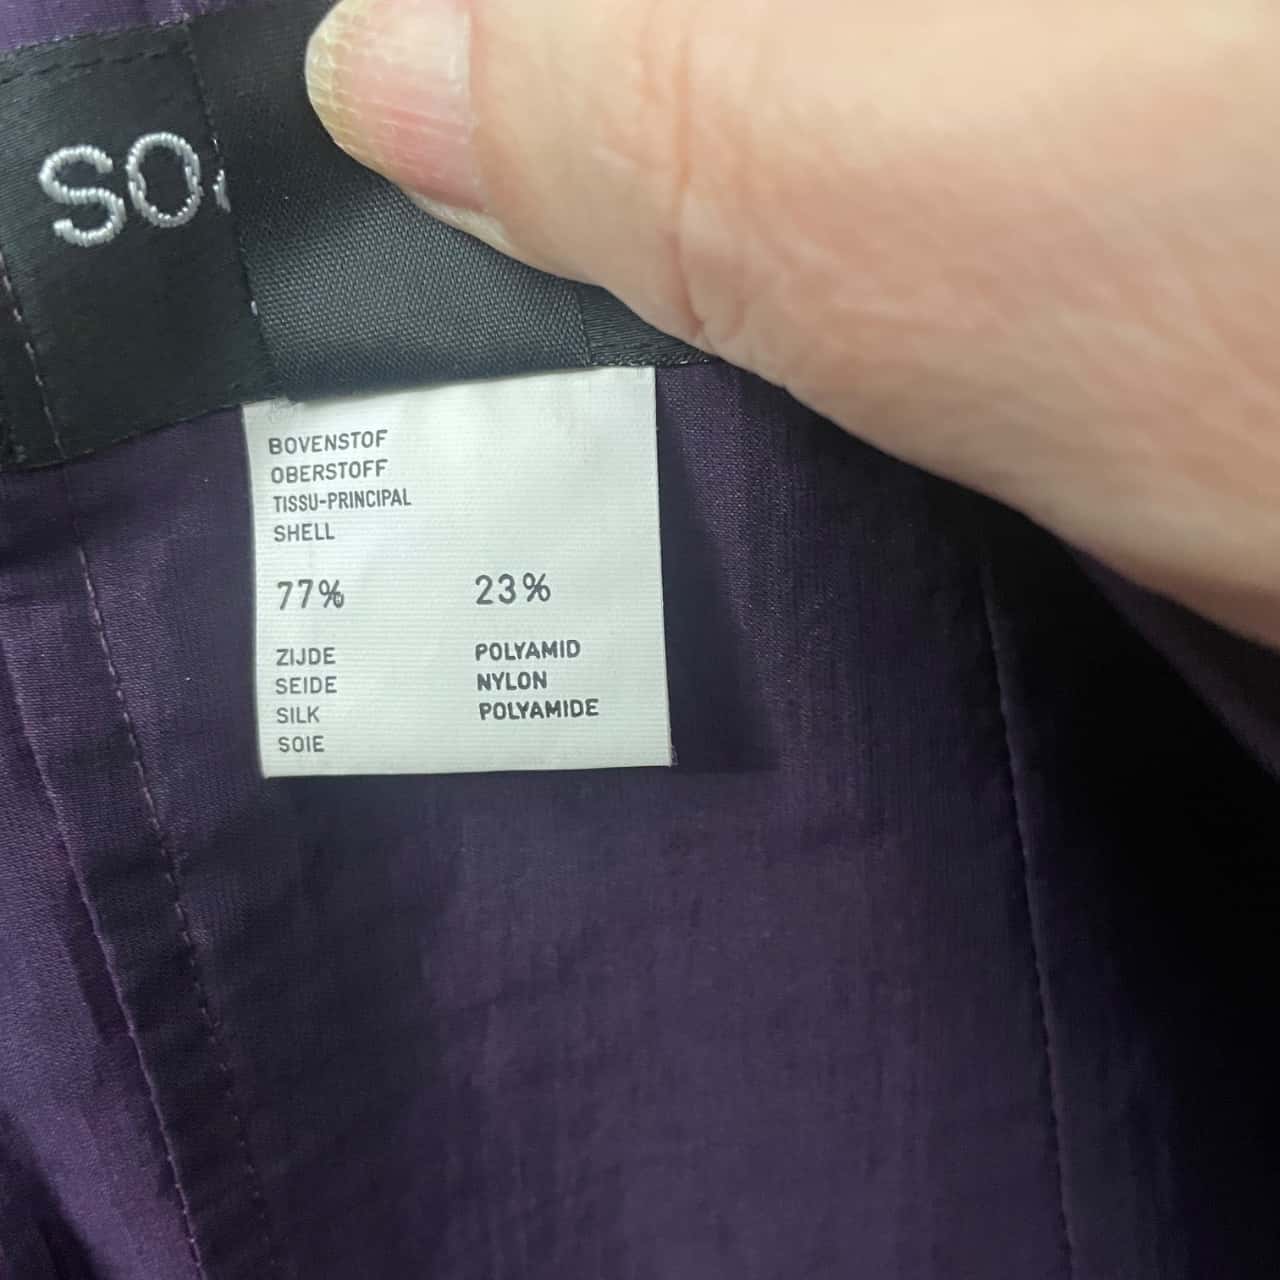 SO
BOVENSTOF
OBERSTOFF
TISSU-PRINCIPAL
SHELL
77% 23%
ZIJDE POLYAMID
SEIDE NYLON
SILK POLYAMIDE
SOIE